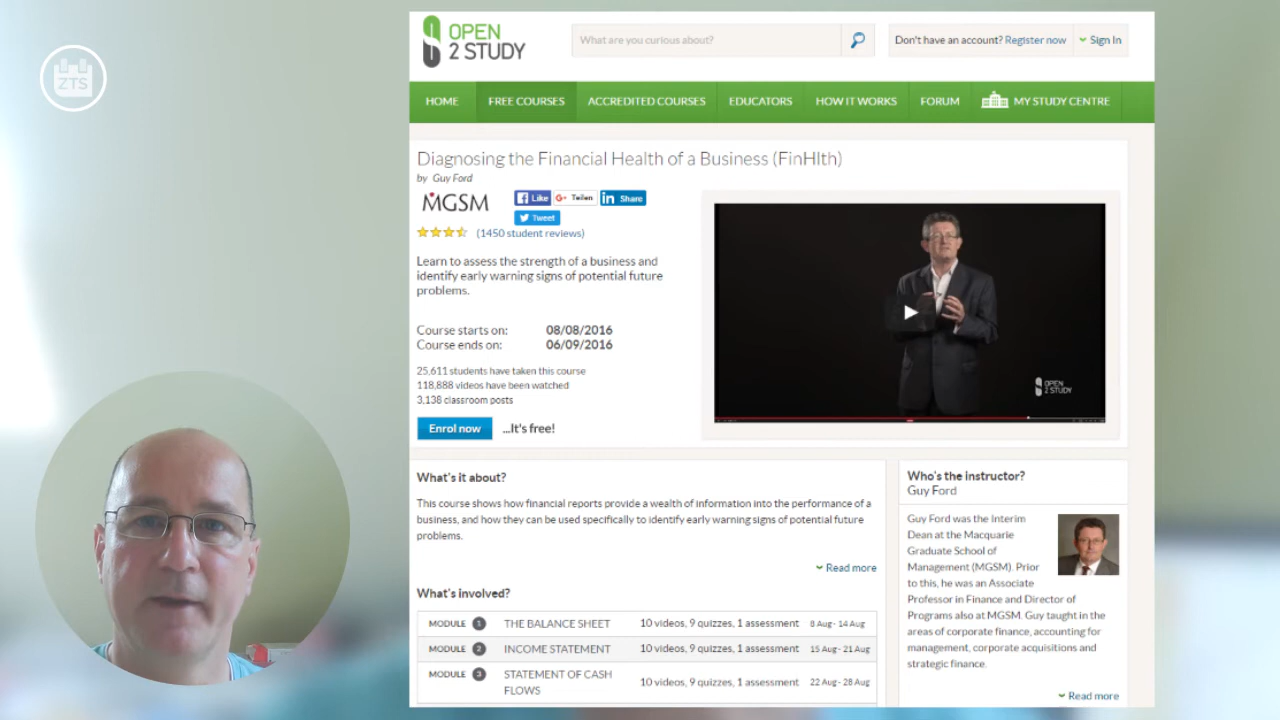 ZTS
OPEN
2 STUDY
What are you curious about?
Don't have an account? Register now
Sign In
HOME
FREE COURSES
ACCREDITED COURSES
EDUCATORS
HOW IT WORKS
FORUM
MY STUDY CENTRE
Diagnosing the Financial Health of a Business (FinHlth)
by Guy Ford
MGSM
Like
G+ Teilen
in Share
Tweet
(1450 student reviews)
Learn to assess the strength of a business and
identify early warning signs of potential future
problems.
Course starts on: 08/08/2016
Course ends on: 06/09/2016
25,611 students have taken this course
118,888 videos have been watched
3,138 classroom posts
Enrol now ...It's free!
OPEN
2 STUDY
What's it about?
This course shows how financial reports provide a wealth of information into the performance of a
business, and how they can be used specifically to identify early warning signs of potential future
problems.
Read more
What's involved?
MODULE 1 THE BALANCE SHEET 10 videos, 9 quizzes, 1 assessment 8 Aug- 14 Aug
MODULE 2 INCOME STATEMENT 10 videos, 9 quizzes, 1 assessment 15 Aug- 21 Aug
MODULE 3 STATEMENT OF CASH
FLOWS 10 videos, 9 quizzes, 1 assessment 22 Aug- 28 Aug
Who's the instructor?
Guy Ford
Guy Ford was the Interim
Dean at the Macquarie
Graduate School of
Management (MGSM). Prior
to this, he was an Associate
Professor in Finance and Director of
Programs also at MGSM. Guy taught in the
areas of corporate finance, accounting for
management, corporate acquisitions and
strategic finance.
Read more